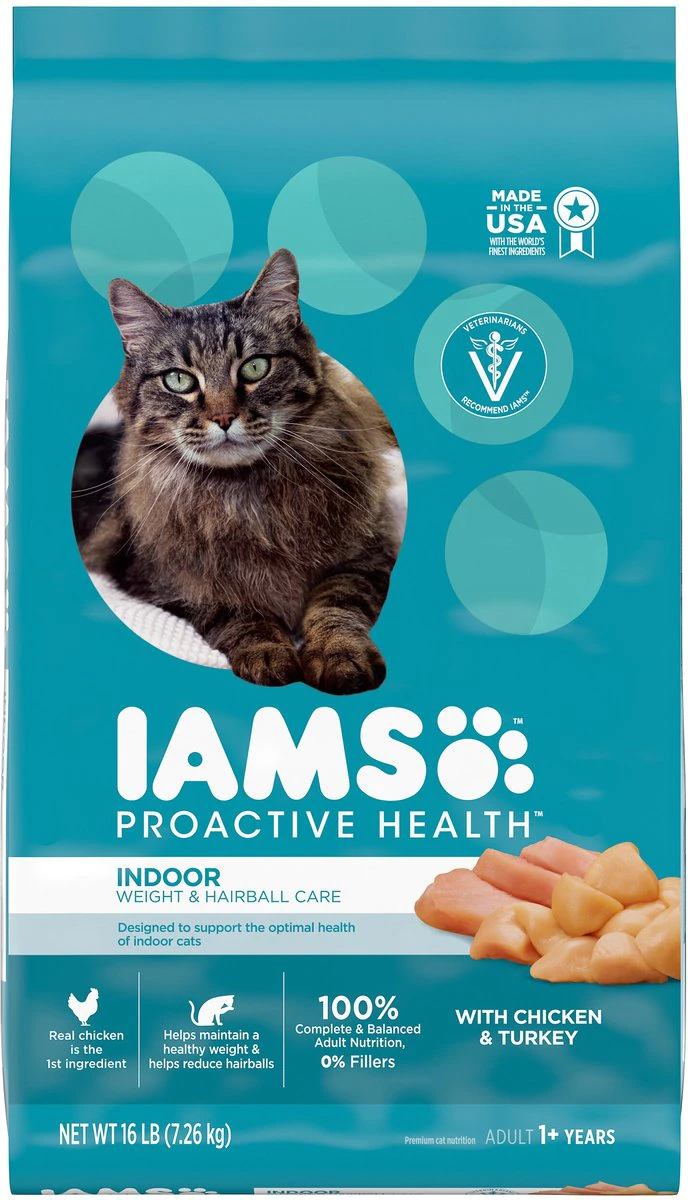 MADE
IN THE
USA
WITH THE WORLD'S
FINEST INGREDIENTS
VETERINARIANS
V
RECOMMEND IAMS™
IAMS™
PROACTIVE HEALTH™
INDOOR
WEIGHT & HAIRBALL CARE
Designed to support the optimal health
of indoor cats
Real chicken
is the
1st ingredient
Helps maintain a
healthy weight &
helps reduce hairballs
100%
Complete & Balanced
Adult Nutrition,
0% Fillers
WITH CHICKEN
& TURKEY
NET WT 16 LB (7.26 kg)
Premium cat nutrition ADULT 1+ YEARS
IAMS
INDOOR